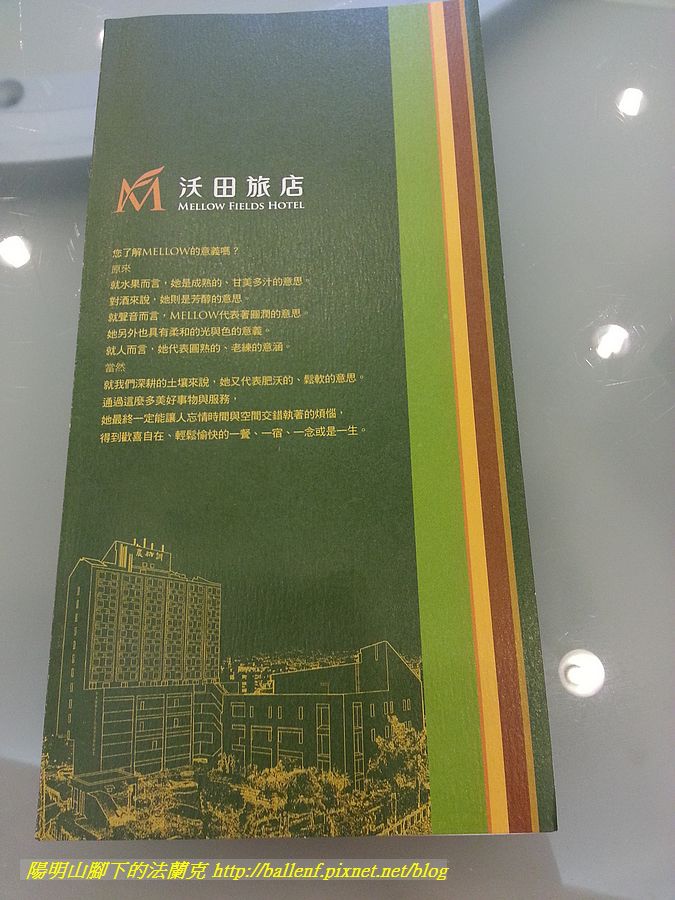 沃田旅店
MELLOW FIELDS HOTEL
您了解MELLOW的意義嗎？
原來
就水果而言，她是成熟的、甘美多汁的意思。
對酒來說，她則是芳醇的意思
就聲音而言，MELLOW代表著圓潤的意思。
她另外也具有柔和的光與色的意義。
就人而言，她代表圓熟的、老練的意涵。
當然
就我們深耕的土壤來說，她又代表肥沃的、鬆軟的意思。
通過這麼多美好事物與服務，
她最終一定能讓人忘情時間與空間交錯執著的煩惱，
得到歡喜自在、輕鬆愉快的一餐、一宿、一念或是一生。
陽明山腳下的法蘭克 http://ballenf.pixnet.net/blog